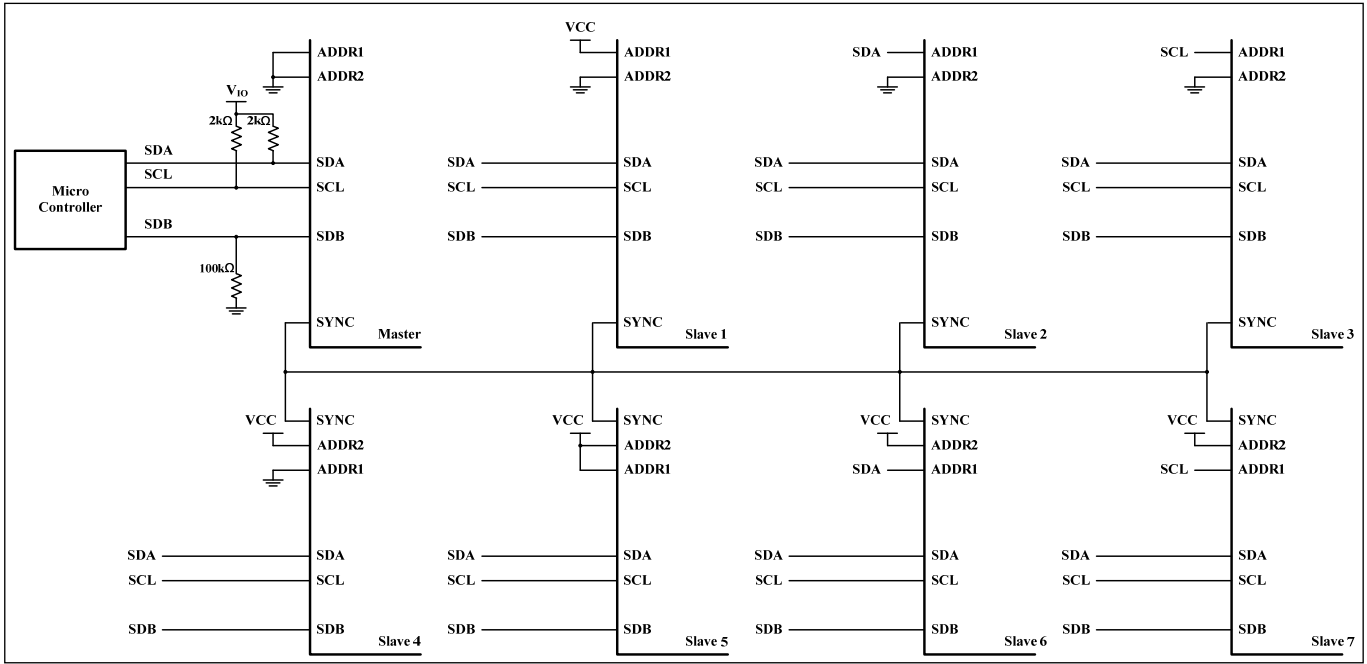 VCC
ADDR1
ADDR2
ADDR1
ADDR2
SDA
ADDR1
ADDR2
SCL
ADDR1
ADDR2
VIO
2kΩ
2kΩ
Micro
Controller
SDA
SCL
SDB
100kΩ
SDA
SCL
SDB
SYNC
Master
SDA
SCL
SDB
SDA
SCL
SDB
SYNC
Slave 1
SDA
SCL
SDB
SDA
SCL
SDB
SYNC
Slave 2
SDA
SCL
SDB
SDA
SCL
SDB
SYNC
Slave 3
VCC
SYNC
ADDR2
ADDR1
SDA
SCL
SDB
SDA
SCL
SDB
Slave 4
VCC
SYNC
ADDR2
ADDR1
SDA
SCL
SDB
SDA
SCL
SDB
Slave 5
VCC
SDA
SYNC
ADDR2
ADDR1
SDA
SCL
SDB
SDA
SCL
SDB
Slave 6
VCC
SCL
SYNC
ADDR2
ADDR1
SDA
SCL
SDB
SDA
SCL
SDB
Slave 7